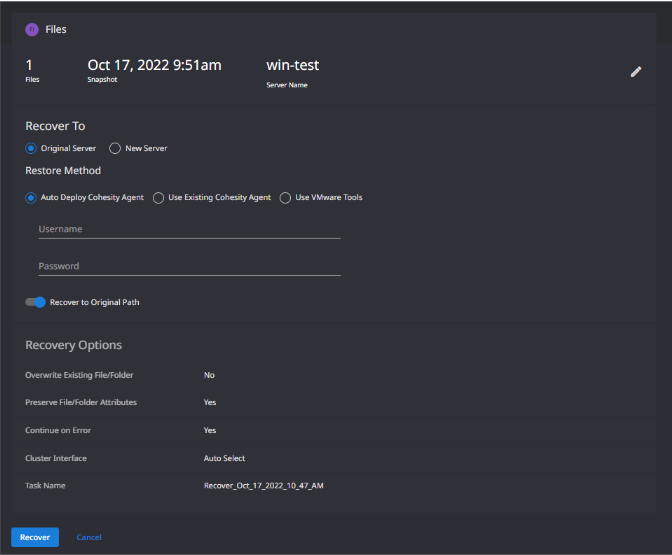 Files
1 Oct 17, 2022 9:51am win-test
Files Snapshot Server Name
Recover To
Original Server New Server
Restore Method
Auto Deploy Cohesity Agent Use Existing Cohesity Agent Use VMware Tools
Username
Password
Recover to Original Path
Recovery Options
Overwrite Existing File/Folder No
Preserve File/Folder Attributes Yes
Continue on Error Yes
Cluster Interface Auto Select
Task Name Recover_Oct_17_2022_10_47_AM
Recover Cancel